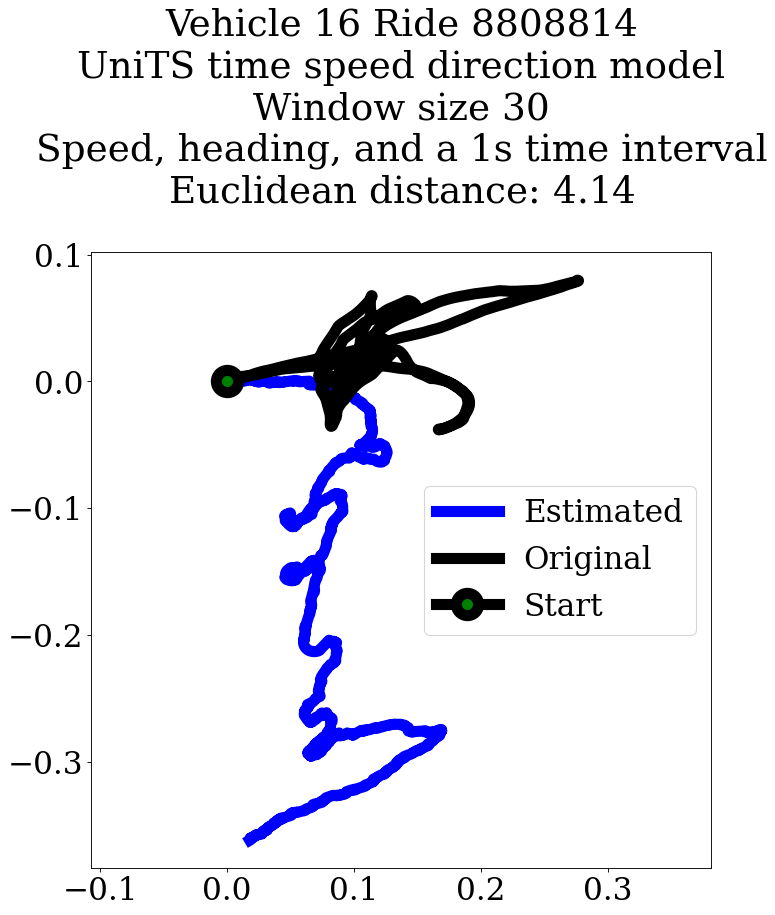 Vehicle 16 Ride 8808814
UniTS time speed direction model
Window size 30
Speed, heading, and a 1s time interval
Euclidean distance: 4.14
0.1
0.0
−0.1
−0.2
−0.3
Estimated
Original
Start
−0.1 0.0 0.1 0.2 0.3